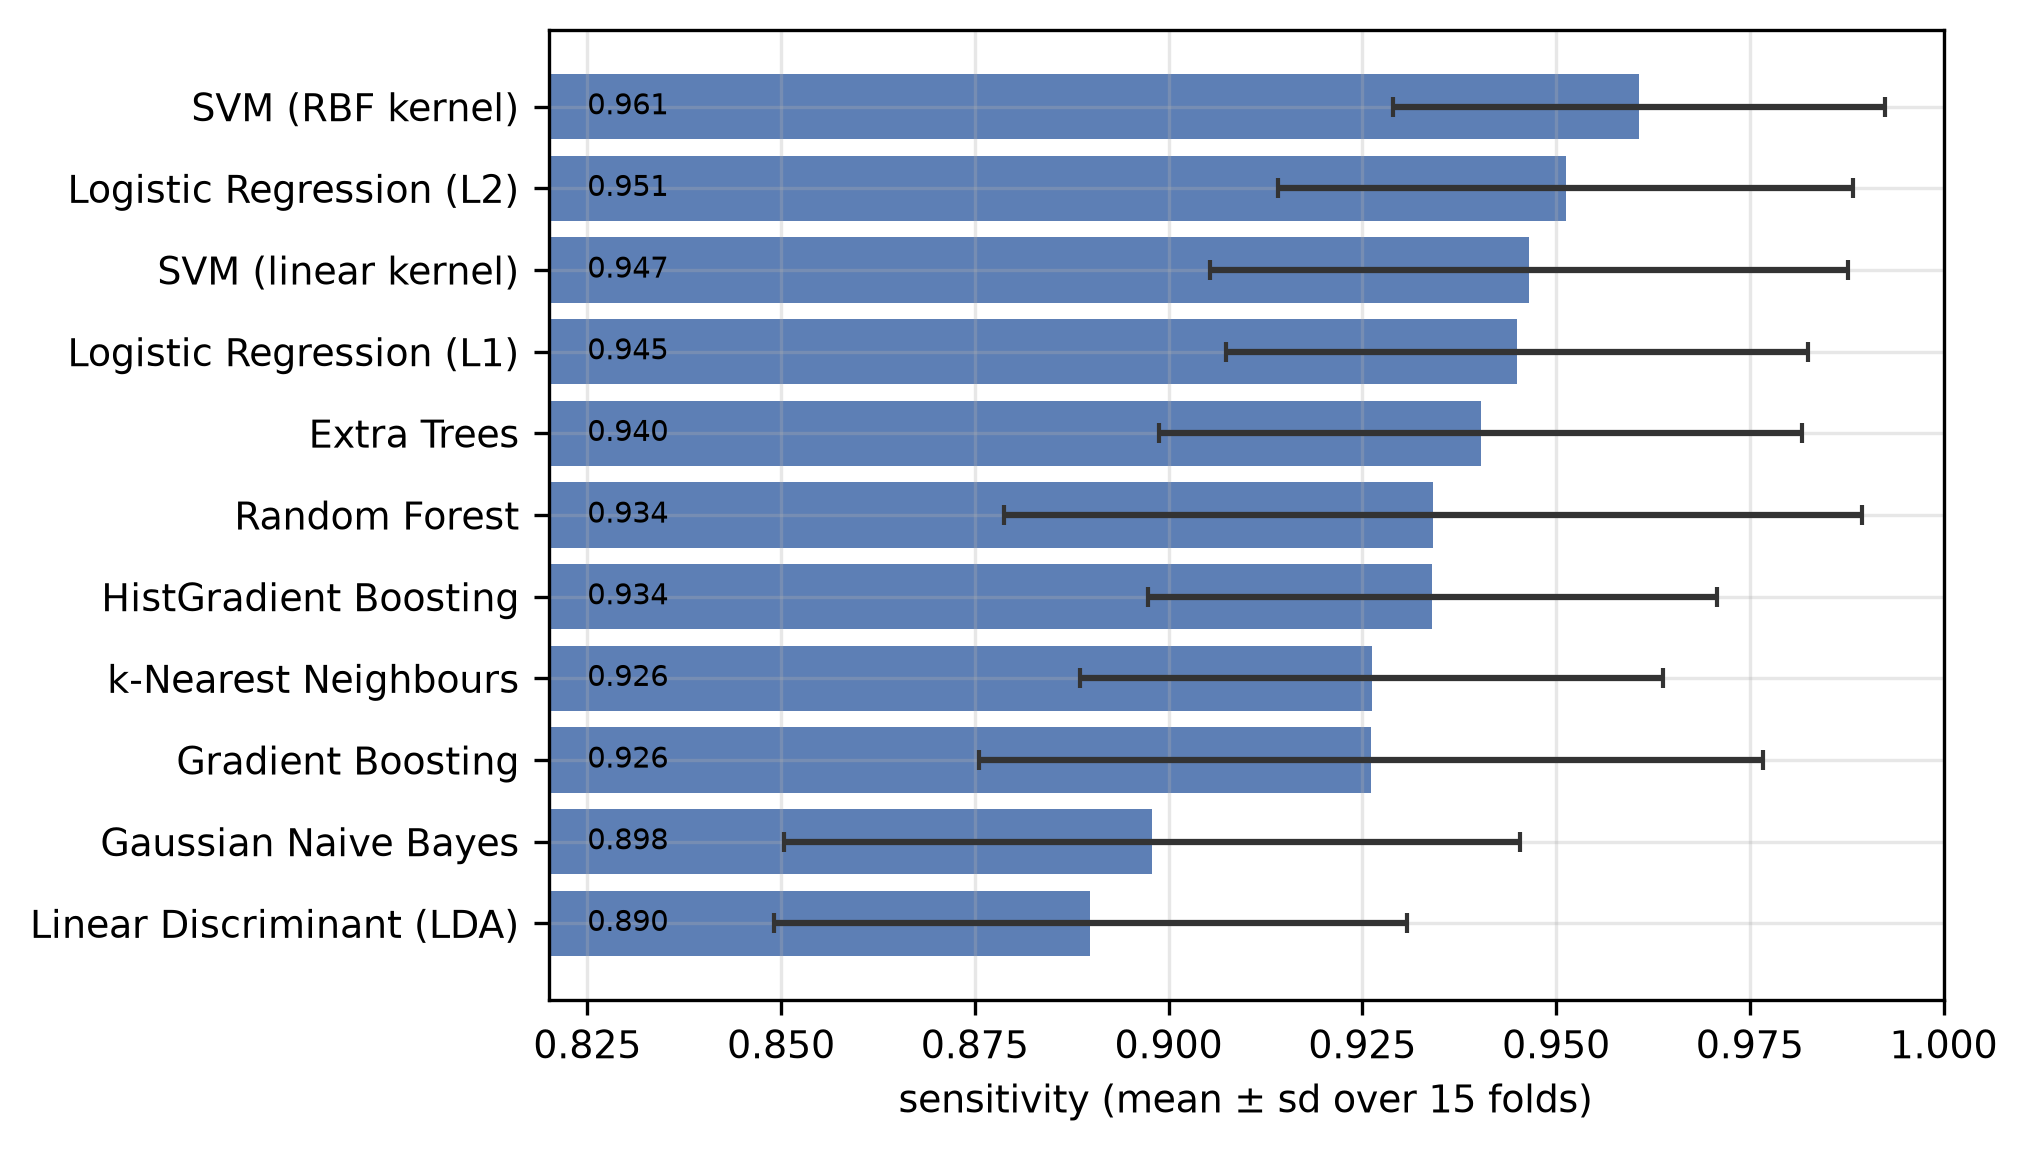 SVM (RBF kernel) 0.961
Logistic Regression (L2) 0.951
SVM (linear kernel) 0.947
Logistic Regression (L1) 0.945
Extra Trees 0.940
Random Forest 0.934
HistGradient Boosting 0.934
k-Nearest Neighbours 0.926
Gradient Boosting 0.926
Gaussian Naive Bayes 0.898
Linear Discriminant (LDA) 0.890
0.825 0.850 0.875 0.900 0.925 0.950 0.975 1.000
sensitivity (mean ± sd over 15 folds)